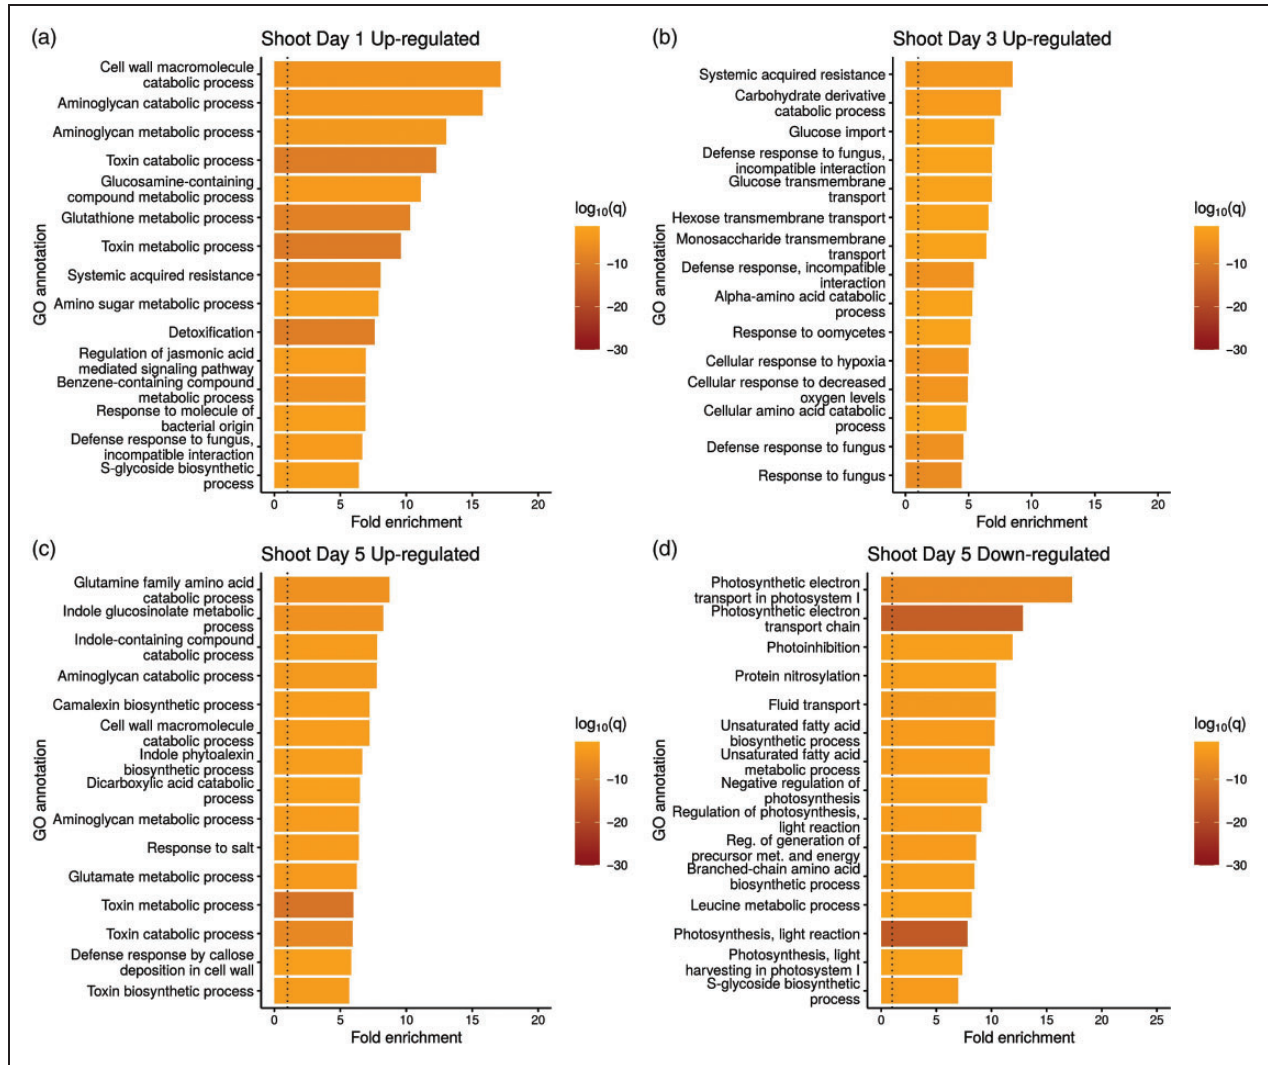 (a)
Shoot Day 1 Up-regulated
GO annotation
Cell wall macromolecule
catabolic process
Aminoglycan catabolic process
Aminoglycan metabolic process
Toxin catabolic process
Glucosamine-containing
compound metabolic process
Glutathione metabolic process
Toxin metabolic process
Systemic acquired resistance
Amino sugar metabolic process
Detoxification
Regulation of jasmonic acid
mediated signaling pathway
Benzene-containing compound
metabolic process
Response to molecule of
bacterial origin
Defense response to fungus,
incompatible interaction
S-glycoside biosynthetic
process
0 5 10 15 20
Fold enrichment
log₁₀(q)
−10
−20
−30
(b)
Shoot Day 3 Up-regulated
GO annotation
Systemic acquired resistance
Carbohydrate derivative
catabolic process
Glucose import
Defense response to fungus,
incompatible interaction
Glucose transmembrane
transport
Hexose transmembrane transport
Monosaccharide transmembrane
transport
Defense response, incompatible
interaction
Alpha-amino acid catabolic
process
Response to oomycetes
Cellular response to hypoxia
Cellular response to decreased
oxygen levels
Cellular amino acid catabolic
process
Defense response to fungus
Response to fungus
0 5 10 15 20
Fold enrichment
log₁₀(q)
−10
−20
−30
(c)
Shoot Day 5 Up-regulated
GO annotation
Glutamine family amino acid
catabolic process
Indole glucosinolate metabolic
process
Indole-containing compound
catabolic process
Aminoglycan catabolic process
Camalexin biosynthetic process
Cell wall macromolecule
catabolic process
Indole phytoalexin
biosynthetic process
Dicarboxylic acid catabolic
process
Aminoglycan metabolic process
Response to salt
Glutamate metabolic process
Toxin metabolic process
Toxin catabolic process
Defense response by callose
deposition in cell wall
Toxin biosynthetic process
0 5 10 15 20
Fold enrichment
log₁₀(q)
−10
−20
−30
(d)
Shoot Day 5 Down-regulated
GO annotation
Photosynthetic electron
transport in photosystem I
Photosynthetic electron
transport chain
Photoinhibition
Protein nitrosylation
Fluid transport
Unsaturated fatty acid
biosynthetic process
Unsaturated fatty acid
metabolic process
Negative regulation of
photosynthesis
Regulation of photosynthesis,
light reaction
Reg. of generation of
precursor met. and energy
Branched-chain amino acid
biosynthetic process
Leucine metabolic process
Photosynthesis, light reaction
Photosynthesis, light
harvesting in photosystem I
S-glycoside biosynthetic
process
0 5 10 15 20 25
Fold enrichment
log₁₀(q)
−10
−20
−30